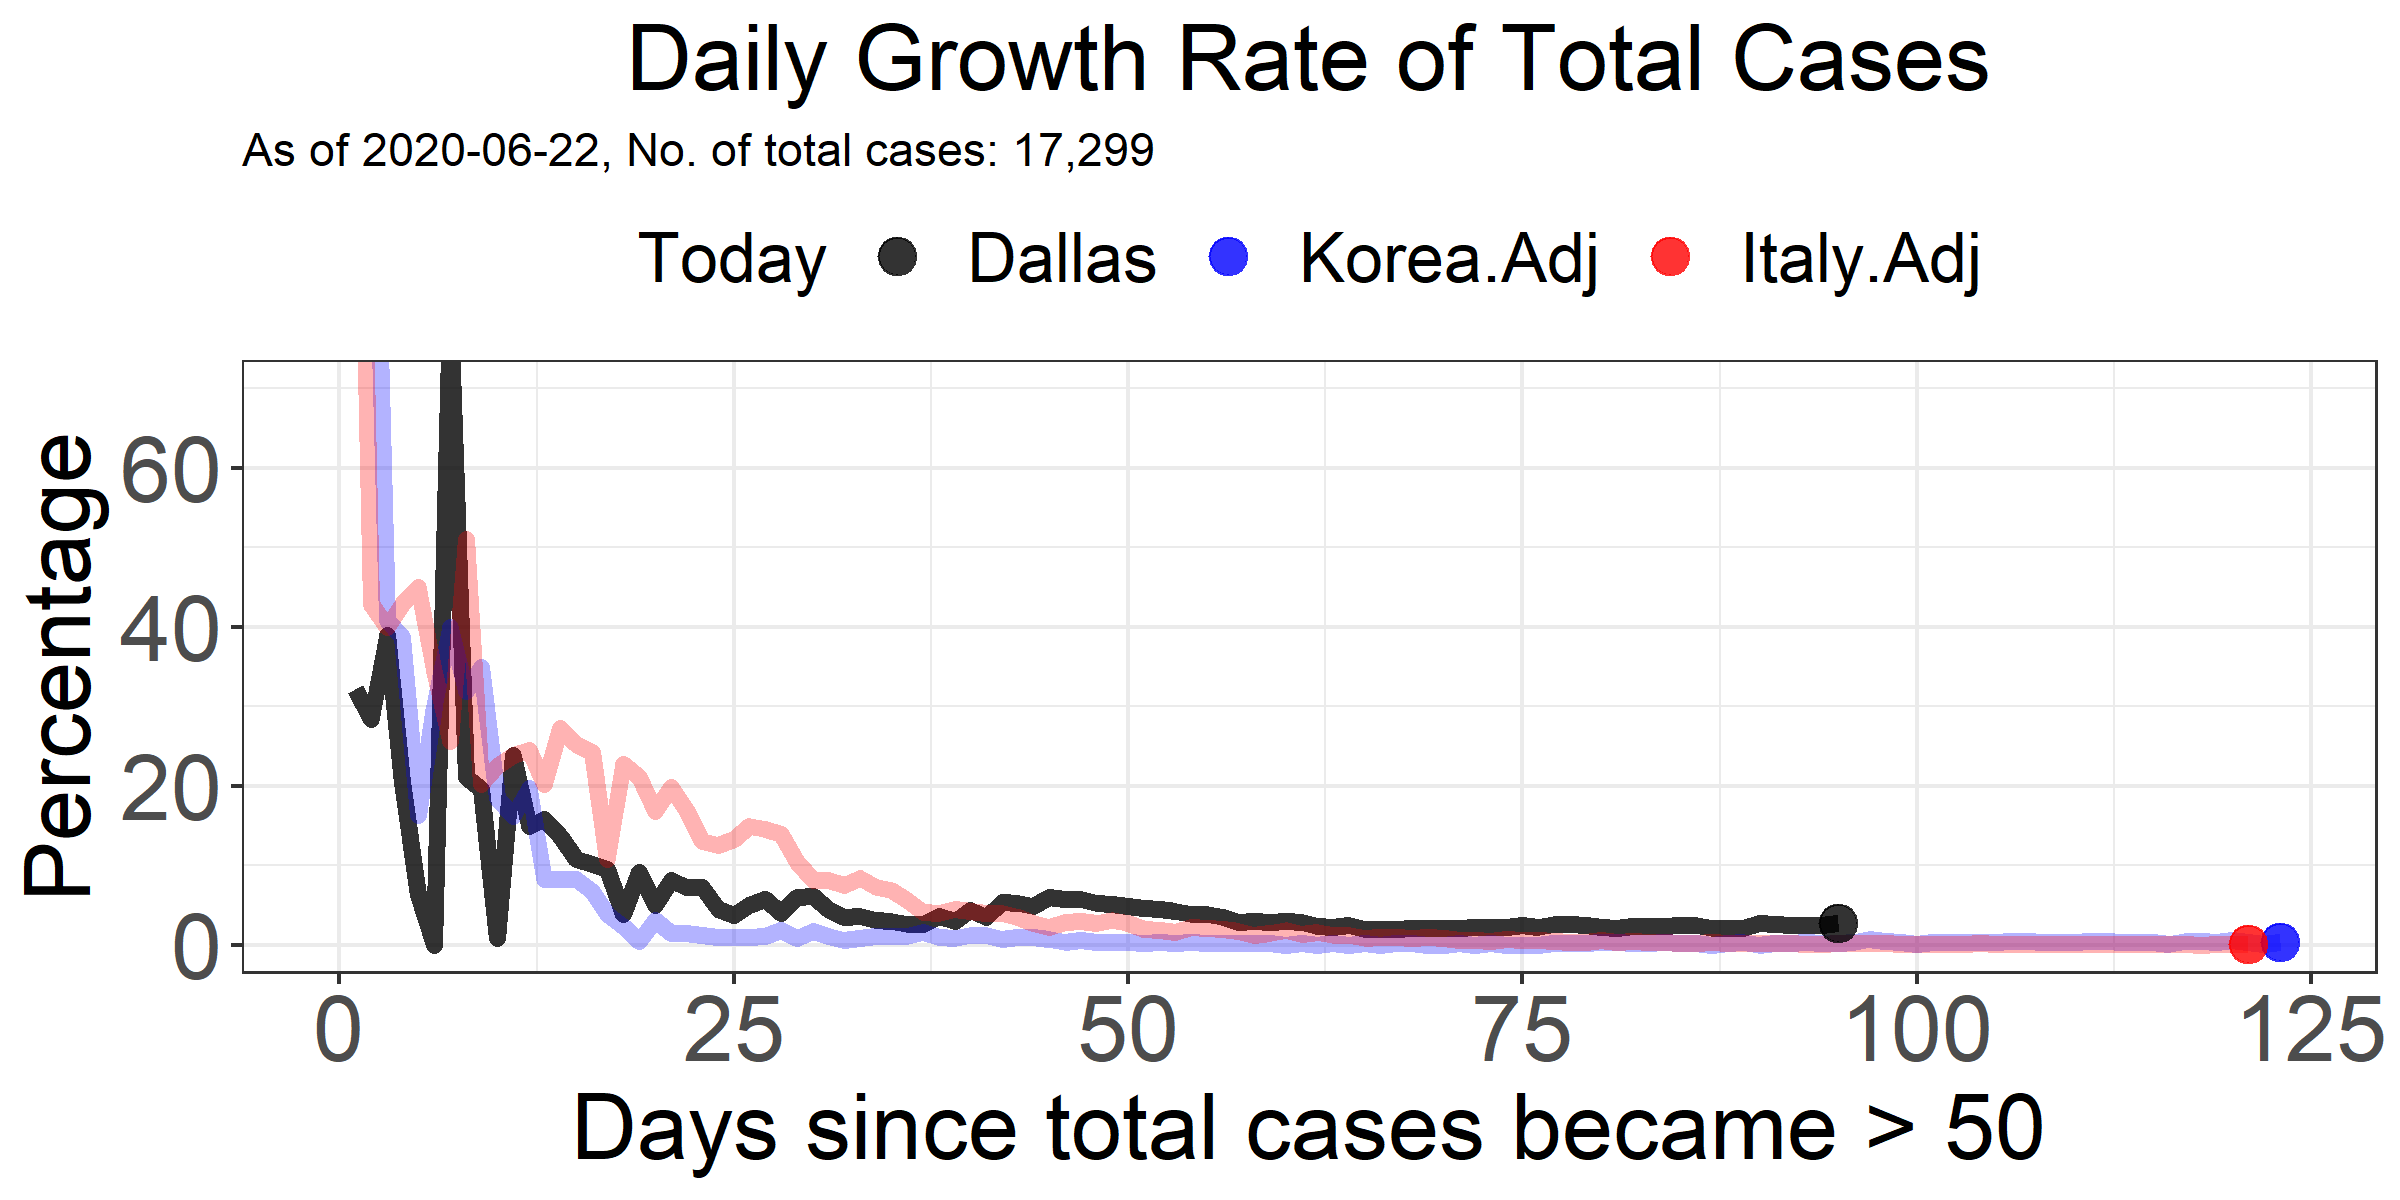 Daily Growth Rate of Total Cases
As of 2020-06-22, No. of total cases: 17,299
Today Dallas Korea.Adj Italy.Adj
Percentage
60
40
20
0
0 25 50 75 100 125
Days since total cases became > 50